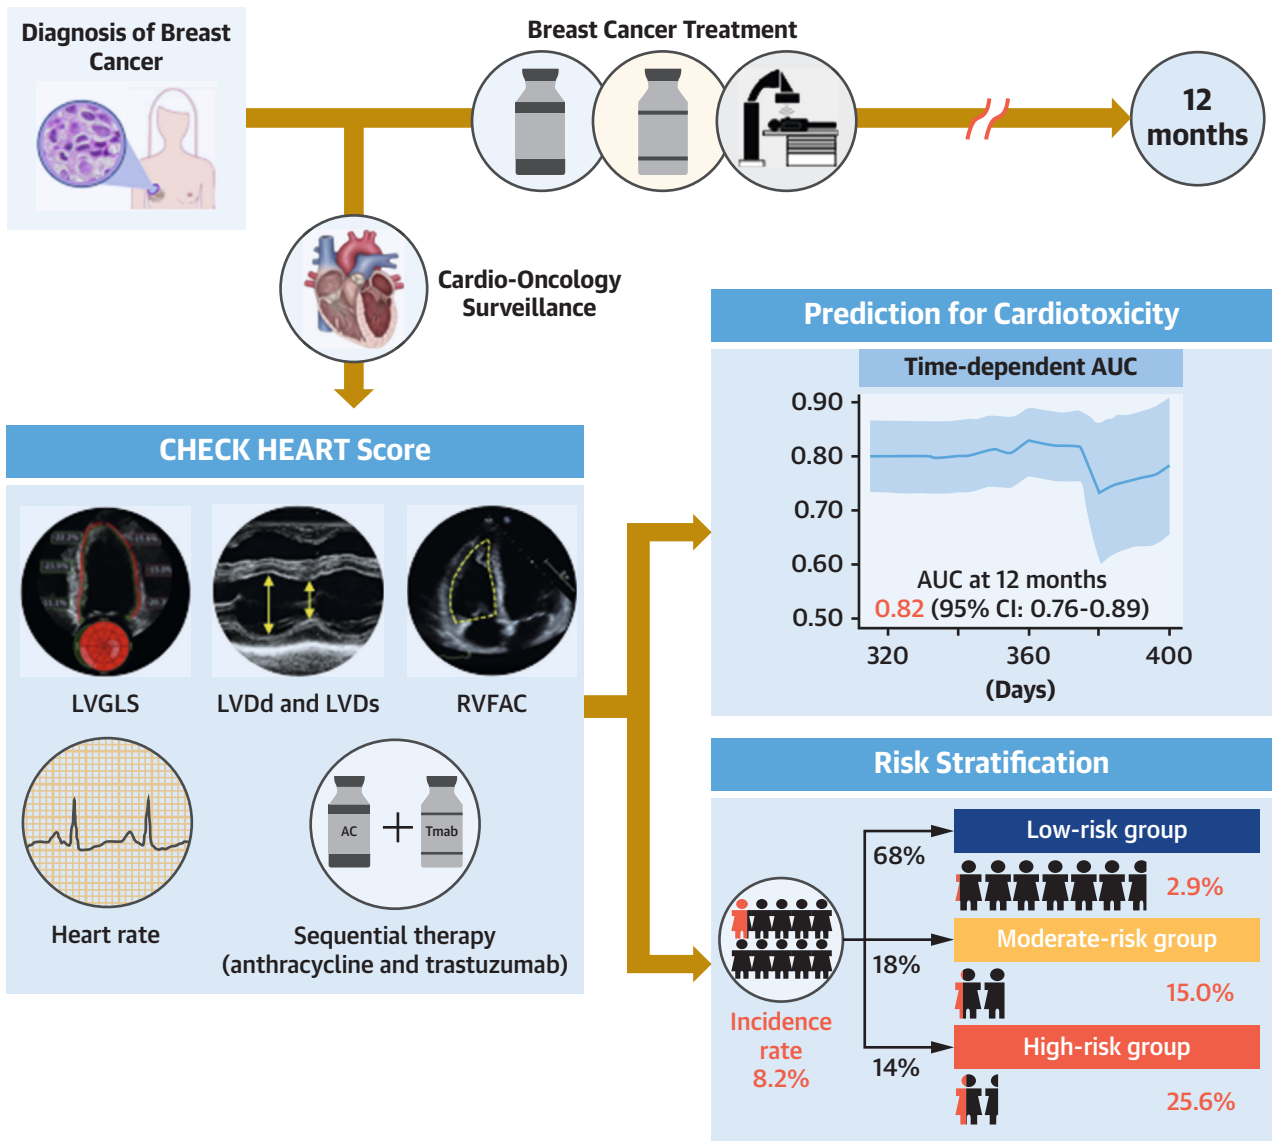 Diagnosis of Breast
Cancer
Breast Cancer Treatment
12
months
Cardio-Oncology
Surveillance
CHECK HEART Score
LVGLS
LVDd and LVDs
RVFAC
Heart rate
AC
+
Tmab
Sequential therapy
(anthracycline and trastuzumab)
Prediction for Cardiotoxicity
Time-dependent AUC
0.90
0.80
0.70
0.60
0.50
AUC at 12 months
0.82 (95% CI: 0.76-0.89)
320
360
400
(Days)
Risk Stratification
Incidence
rate
8.2%
68%
Low-risk group
2.9%
18%
Moderate-risk group
15.0%
14%
High-risk group
25.6%